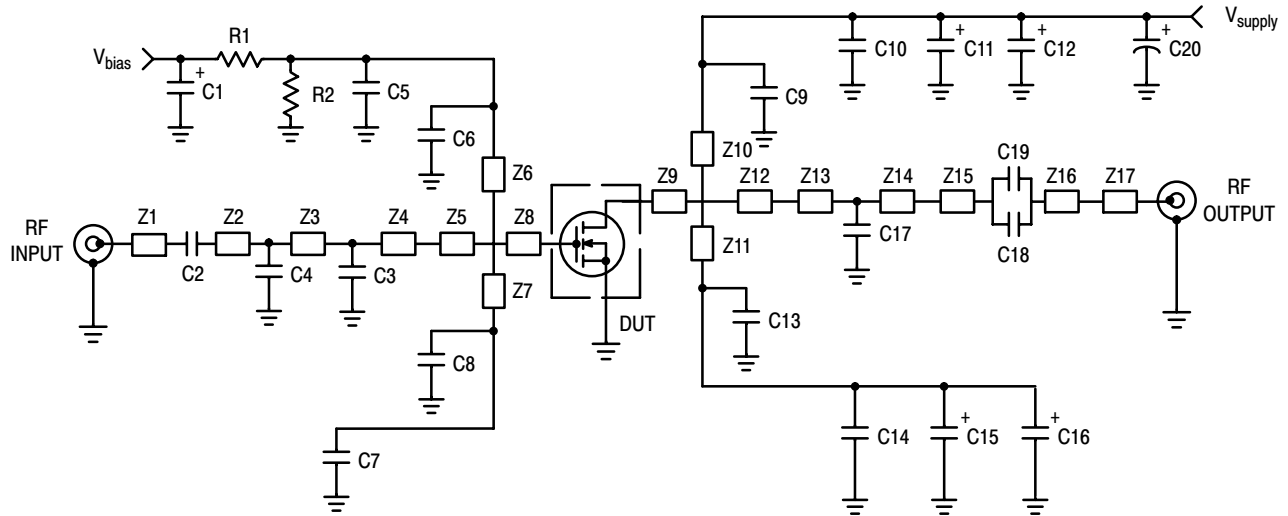 V_supply
V_bias
R1
+
C1
R2
C5
C6
C10
+
C11
+
C12
+
C20
C9
Z6
Z10
RF
INPUT
Z1
C2
Z2
C4
Z3
C3
Z4
Z5
Z8
Z7
C8
C7
DUT
Z9
Z12
Z13
C17
Z14
Z15
C19
C18
Z16
Z17
RF
OUTPUT
Z11
C13
C14
+
C15
+
C16